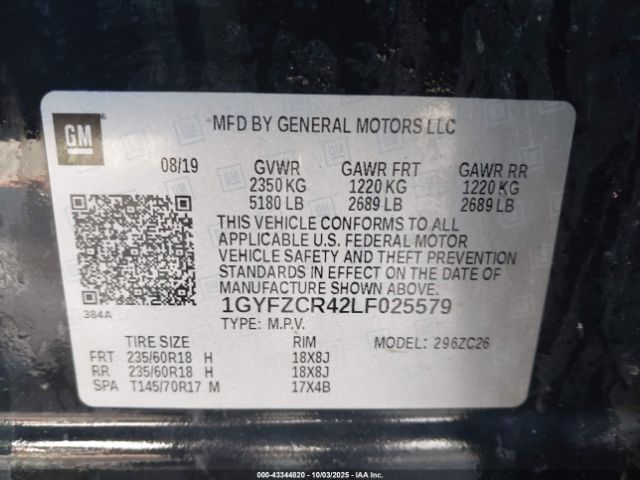 GM
MFD BY GENERAL MOTORS LLC
08/19 GVWR GAWR FRT GAWR RR
2350 KG 1220 KG 1220 KG
5180 LB 2689 LB 2689 LB
THIS VEHICLE CONFORMS TO ALL
APPLICABLE U.S. FEDERAL MOTOR
VEHICLE SAFETY AND THEFT PREVENTION
STANDARDS IN EFFECT ON THE DATE OF
MANUFACTURE SHOWN ABOVE.
384A
1GYFZCR42LF025579
TYPE: M.P.V.
MODEL: 296ZC26
TIRE SIZE RIM
FRT 235/60R18 H 18X8J
RR 235/60R18 H 18X8J
SPA T145/70R17 M 17X4B
000-43344820 - 10/03/2025 - IAA.